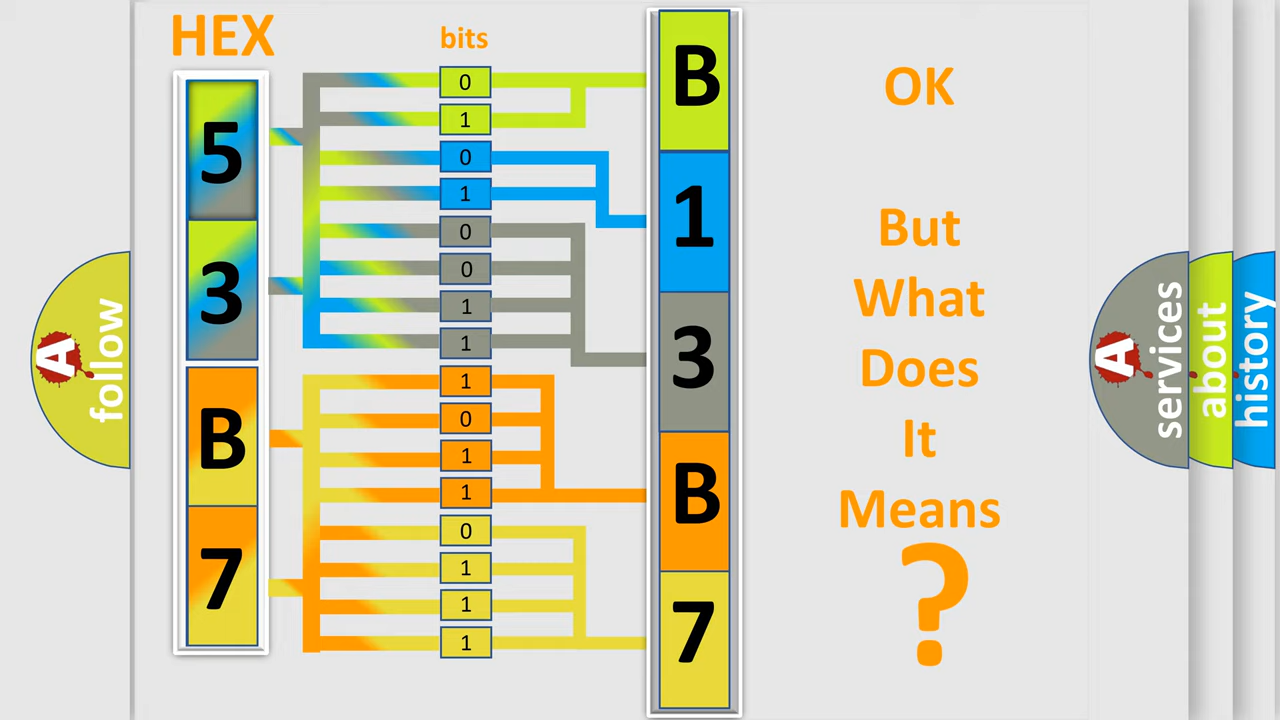 HEX
bits
5
3
B
7
0
1
0
1
0
0
1
1
1
0
1
1
0
1
1
1
B
1
3
B
7
OK
But
What
Does
It
Means
?
A
follow
A
services
about
history